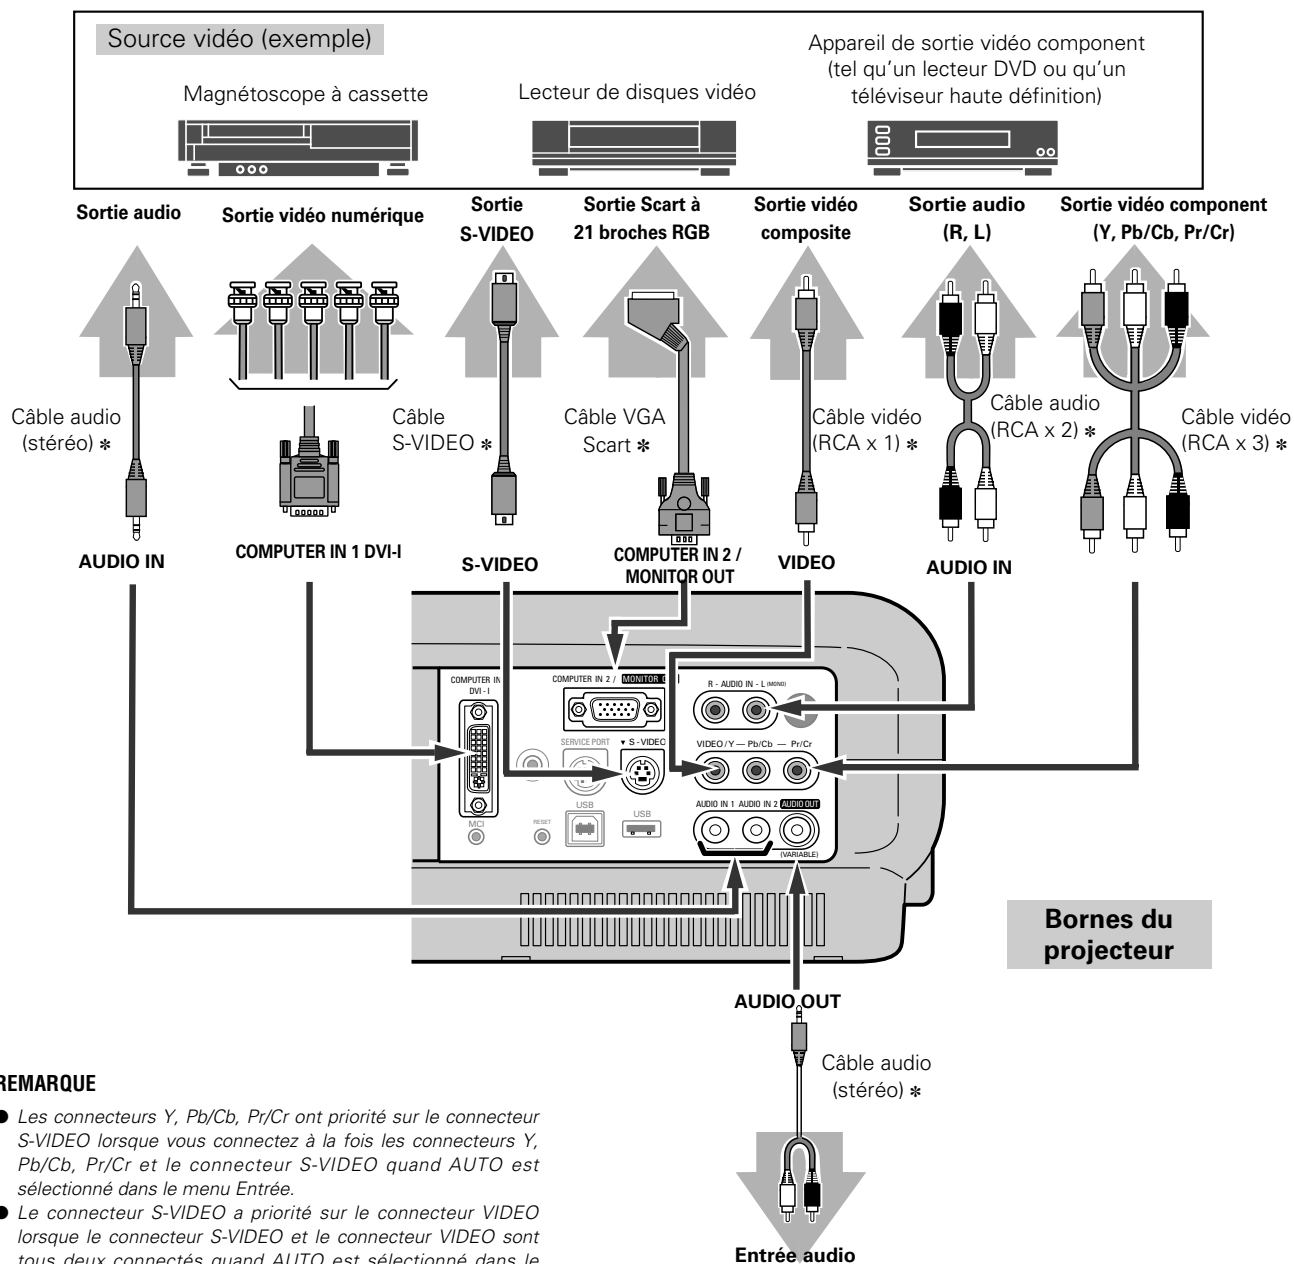 Source vidéo (exemple)
Magnétoscope à cassette
Lecteur de disques vidéo
Appareil de sortie vidéo component
(tel qu'un lecteur DVD ou qu'un
téléviseur haute définition)
Sortie audio
Sortie vidéo numérique
Sortie
S-VIDEO
Sortie Scart à
21 broches RGB
Sortie vidéo
composite
Sortie audio
(R, L)
Sortie vidéo component
(Y, Pb/Cb, Pr/Cr)
Câble audio
(stéréo) ✱
Câble
S-VIDEO ✱
Câble VGA
Scart ✱
Câble vidéo
(RCA x 1) ✱
Câble audio
(RCA x 2) ✱
Câble vidéo
(RCA x 3) ✱
AUDIO IN
COMPUTER IN 1 DVI-I
S-VIDEO
COMPUTER IN 2 /
MONITOR OUT
VIDEO
AUDIO IN
COMPUTER IN
DVI - I
COMPUTER IN 2 / MONITOR
R - AUDIO IN - L (MONO)
SERVICE PORT
▼ S - VIDEO
VIDEO / Y — Pb/Cb — Pr/Cr
MCI
RESET
USB
USB
AUDIO IN 1 AUDIO IN 2 AUDIO OUT
(VARIABLE)
Bornes du
projecteur
AUDIO OUT
Câble audio
(stéréo) ✱
Entrée audio
REMARQUE
● Les connecteurs Y, Pb/Cb, Pr/Cr ont priorité sur le connecteur
S-VIDEO lorsque vous connectez à la fois les connecteurs Y,
Pb/Cb, Pr/Cr et le connecteur S-VIDEO quand AUTO est
sélectionné dans le menu Entrée.
● Le connecteur S-VIDEO a priorité sur le connecteur VIDEO
lorsque le connecteur S-VIDEO et le connecteur VIDEO sont
tous deux connectés quand AUTO est sélectionné dans le